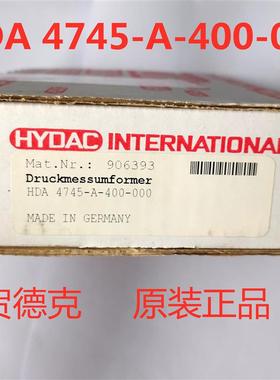 DA 4745-A-400-0
HYDAC INTERNATIONAL
Mat.Nr.: 906393
Druckmessumformer
HDA 4745-A-400-000
MADE IN GERMANY
贺德克 原装正品